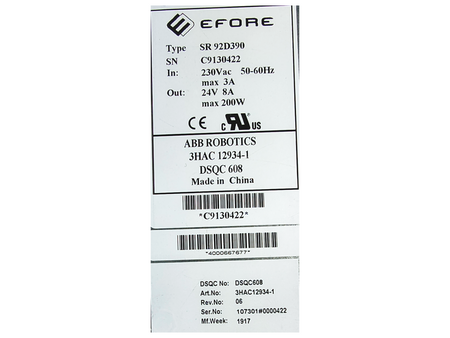 EFORE
Type SR 92D390
SN C9130422
In: 230Vac 50-60Hz
max 3A
Out: 24V 8A
max 200W
CE c RU US
ABB ROBOTICS
3HAC 12934-1
DSQC 608
Made in China
*C9130422*
*4000667677*
DSQC No: DSQC608
Art.No: 3HAC12934-1
Rev.No: 06
Ser.No: 107301#0000422
Mf.Week: 1917